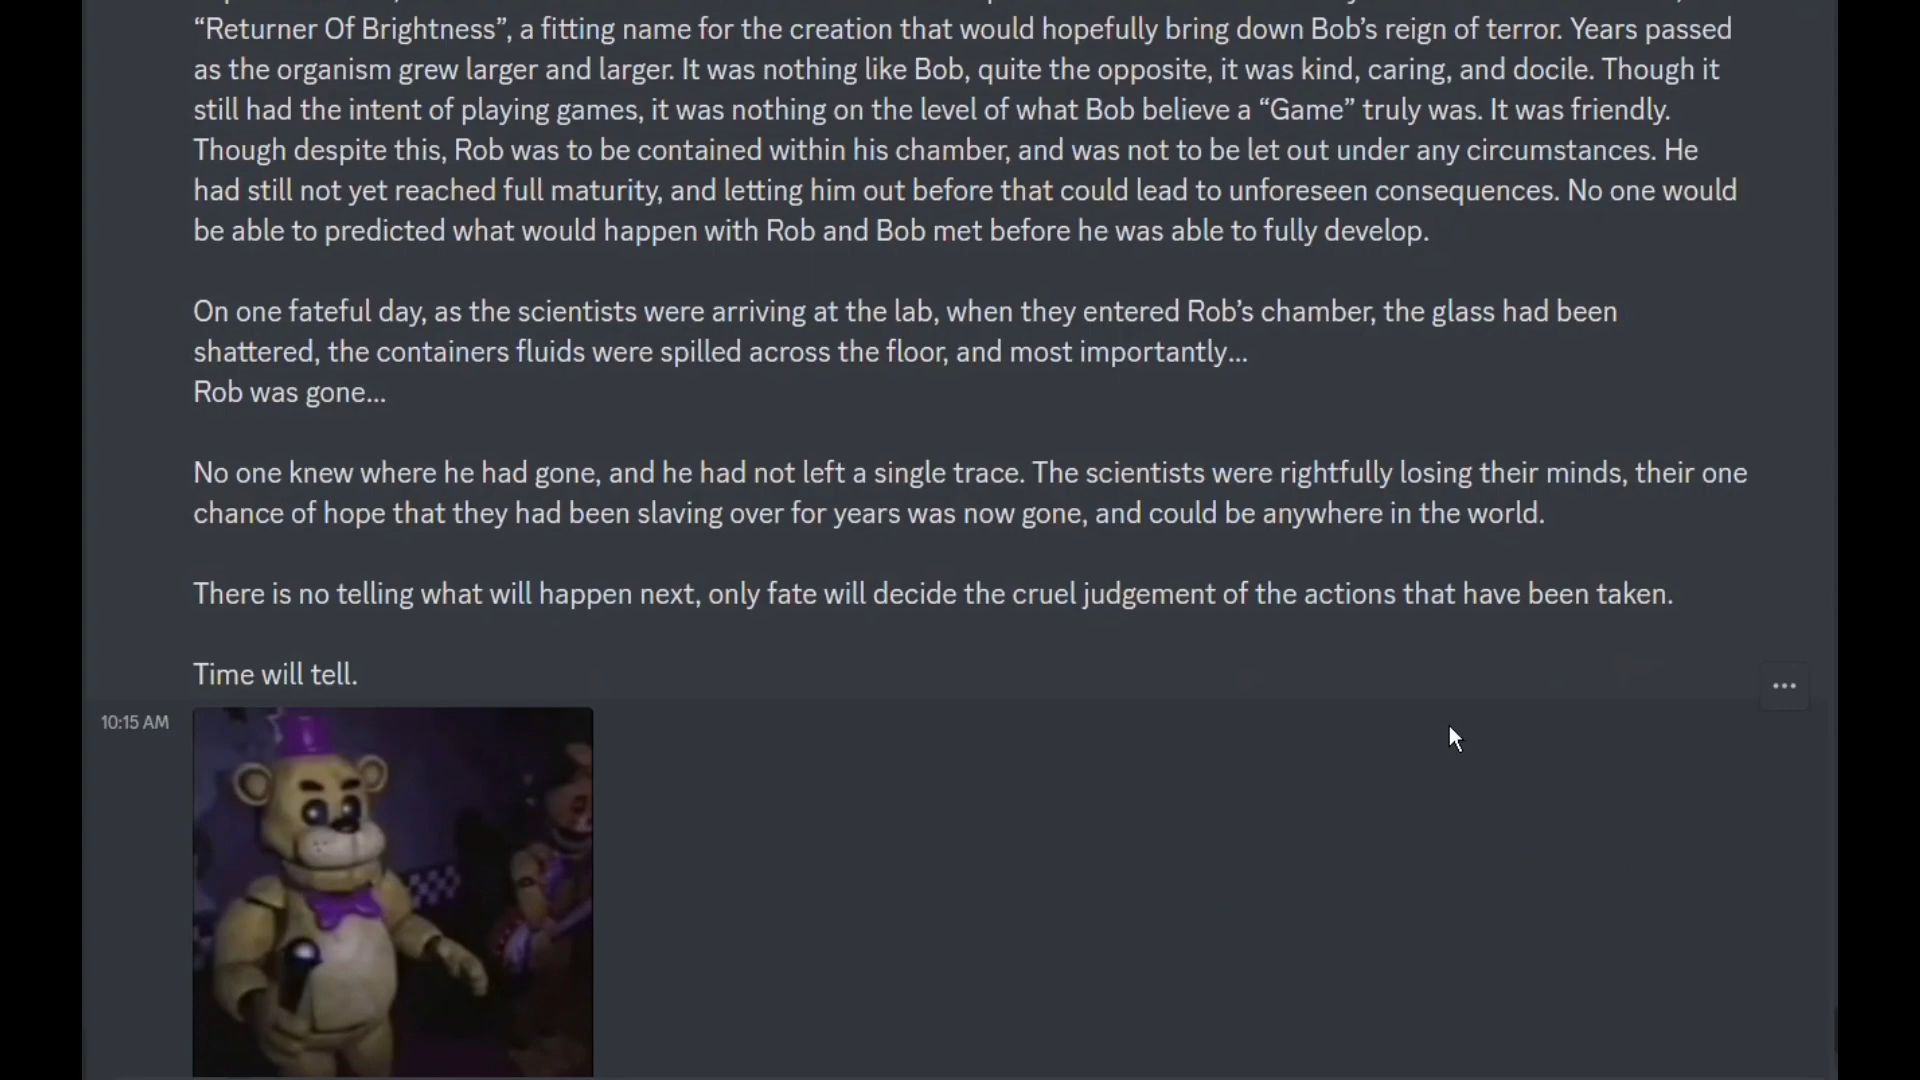 “Returner Of Brightness”, a fitting name for the creation that would hopefully bring down Bob’s reign of terror. Years passed
as the organism grew larger and larger. It was nothing like Bob, quite the opposite, it was kind, caring, and docile. Though it
still had the intent of playing games, it was nothing on the level of what Bob believe a “Game” truly was. It was friendly.
Though despite this, Rob was to be contained within his chamber, and was not to be let out under any circumstances. He
had still not yet reached full maturity, and letting him out before that could lead to unforeseen consequences. No one would
be able to predicted what would happen with Rob and Bob met before he was able to fully develop.
On one fateful day, as the scientists were arriving at the lab, when they entered Rob’s chamber, the glass had been
shattered, the containers fluids were spilled across the floor, and most importantly...
Rob was gone...
No one knew where he had gone, and he had not left a single trace. The scientists were rightfully losing their minds, their one
chance of hope that they had been slaving over for years was now gone, and could be anywhere in the world.
There is no telling what will happen next, only fate will decide the cruel judgement of the actions that have been taken.
Time will tell.
10:15 AM